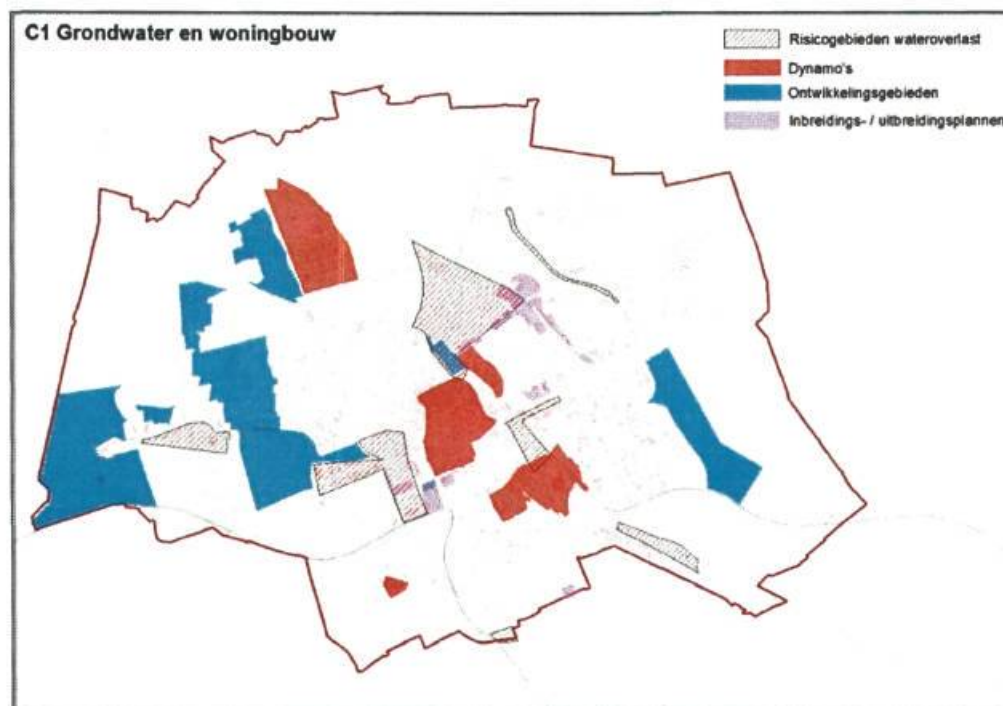 C1 Grondwater en woningbouw
Risicogebieden wateroverlast
Dynamo's
Ontwikkelingsgebieden
Inbreidings- / uitbreidingsplannen